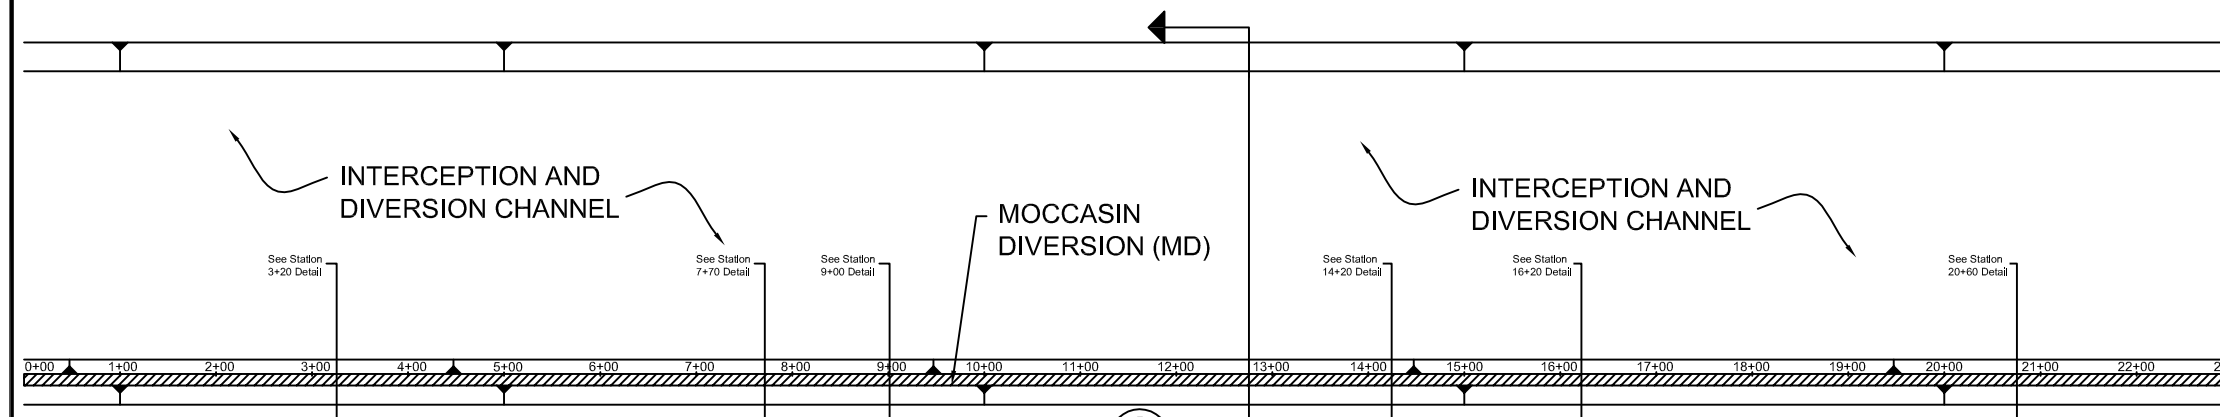 INTERCEPTION AND
DIVERSION CHANNEL
INTERCEPTION AND
DIVERSION CHANNEL
MOCCASIN
DIVERSION (MD)
See Station
3+20 Detail
See Station
7+70 Detail
See Station
9+00 Detail
See Station
14+20 Detail
See Station
16+20 Detail
See Station
20+60 Detail
0+00 1+00 2+00 3+00 4+00 5+00 6+00 7+00 8+00 9+00 10+00 11+00 12+00 13+00 14+00 15+00 16+00 17+00 18+00 19+00 20+00 21+00 22+00